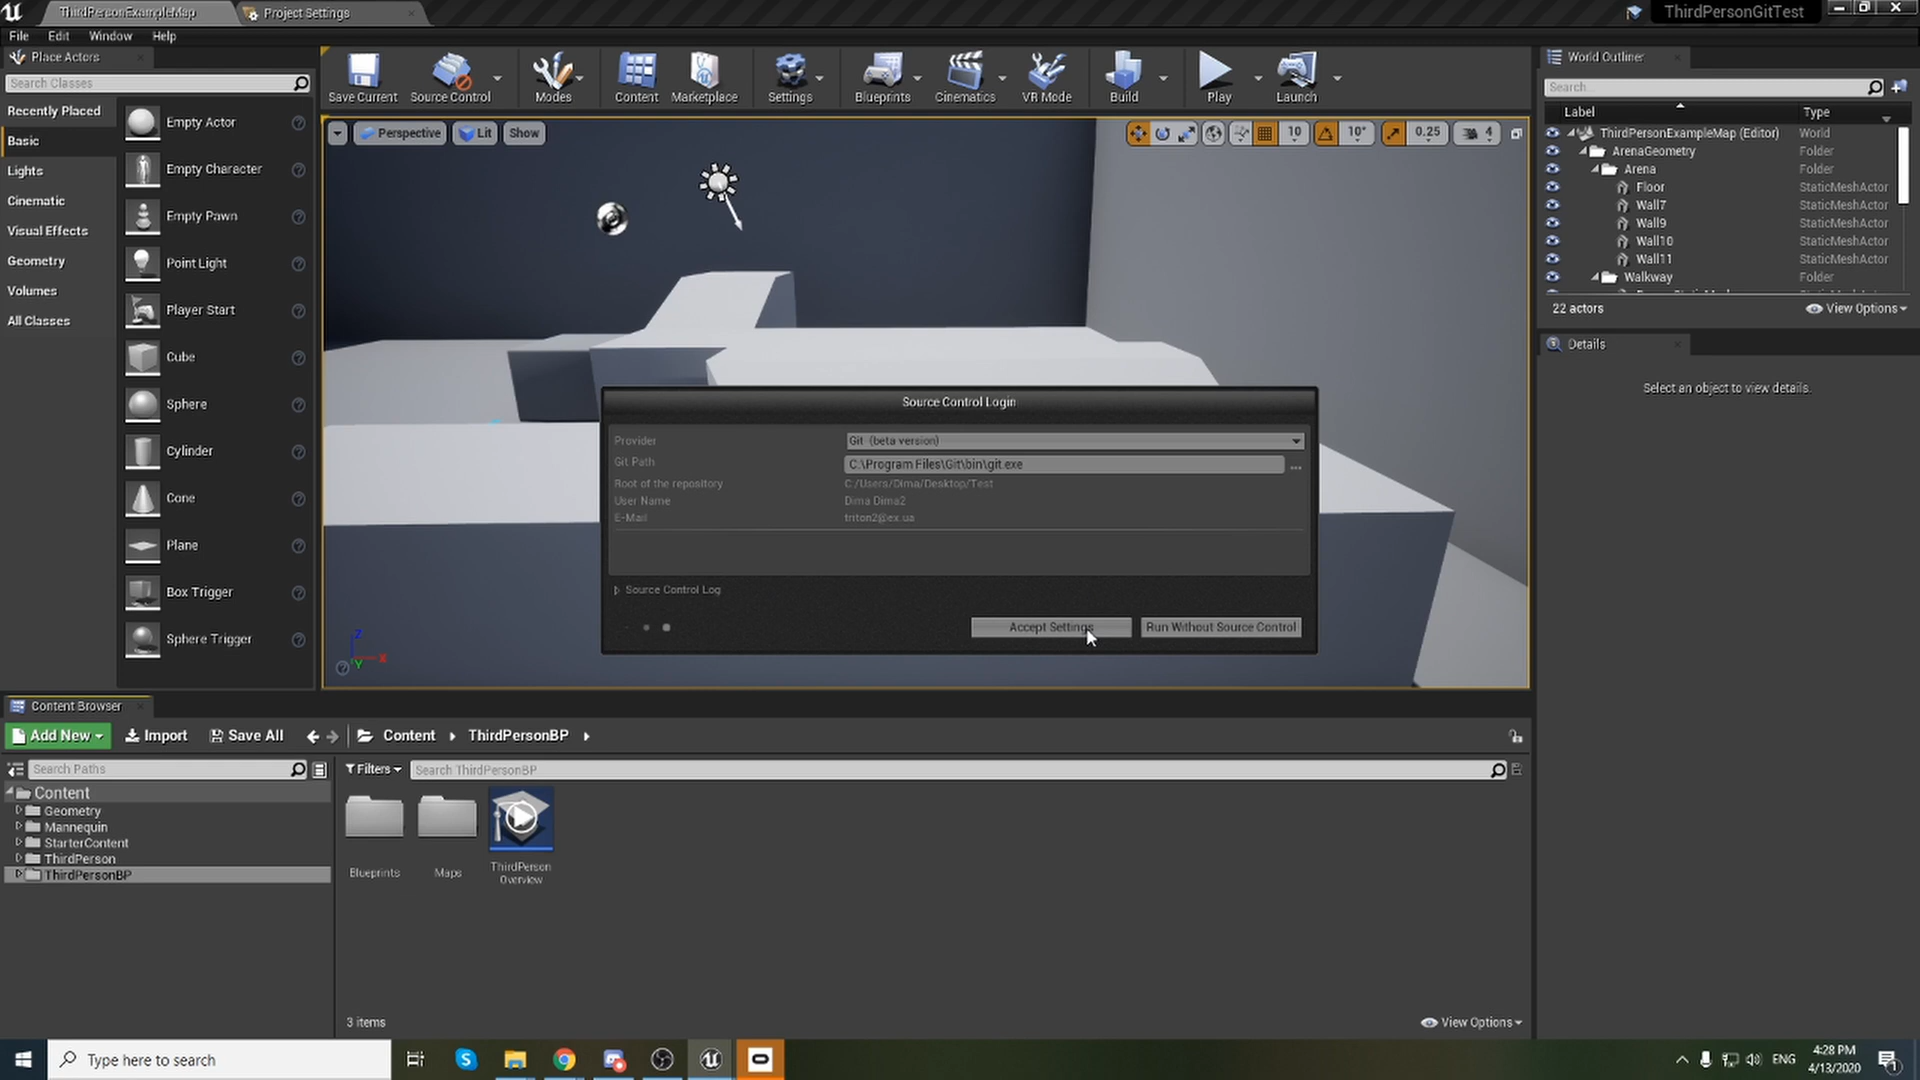 ThirdPersonExampleMap
Project Settings
ThirdPersonGitTest
File Edit Window Help
Place Actors
Search Classes
Recently Placed
Basic
Lights
Cinematic
Visual Effects
Geometry
Volumes
All Classes
Empty Actor
Empty Character
Empty Pawn
Point Light
Player Start
Cube
Sphere
Cylinder
Cone
Plane
Box Trigger
Sphere Trigger
Save Current
Source Control
Modes
Content
Marketplace
Settings
Blueprints
Cinematics
VR Mode
Build
Play
Launch
Perspective
Lit
Show
10
10°
0.25
4
Z
X
Y
Source Control Login
Provider
Git (beta version)
Git Path
C:\Program Files\Git\bin\git.exe
...
Root of the repository
C:/Users/Dima/Desktop/Test
User Name
Dima Dima2
E-Mail
triton2@ex.ua
Source Control Log
Accept Settings
Run Without Source Control
World Outliner
Search...
Label
Type
ThirdPersonExampleMap (Editor) World
ArenaGeometry Folder
Arena Folder
Floor StaticMeshActor
Wall7 StaticMeshActor
Wall9 StaticMeshActor
Wall10 StaticMeshActor
Wall11 StaticMeshActor
Walkway Folder
22 actors
View Options
Details
Select an object to view details.
Content Browser
Add New
Import
Save All
Content
ThirdPersonBP
Search Paths
Filters
Search ThirdPersonBP
Content
Geometry
Mannequin
StarterContent
ThirdPerson
ThirdPersonBP
Blueprints
Maps
ThirdPerson
Overview
3 items
View Options
Type here to search
ENG
4:28 PM
4/13/2020
1